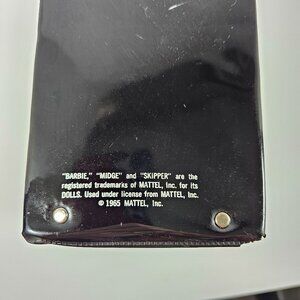 "BARBIE," "MIDGE" and "SKIPPER" are the
registered trademarks of MATTEL, Inc. for its
DOLLS. Used under license from MATTEL, Inc.
© 1965 MATTEL, Inc.